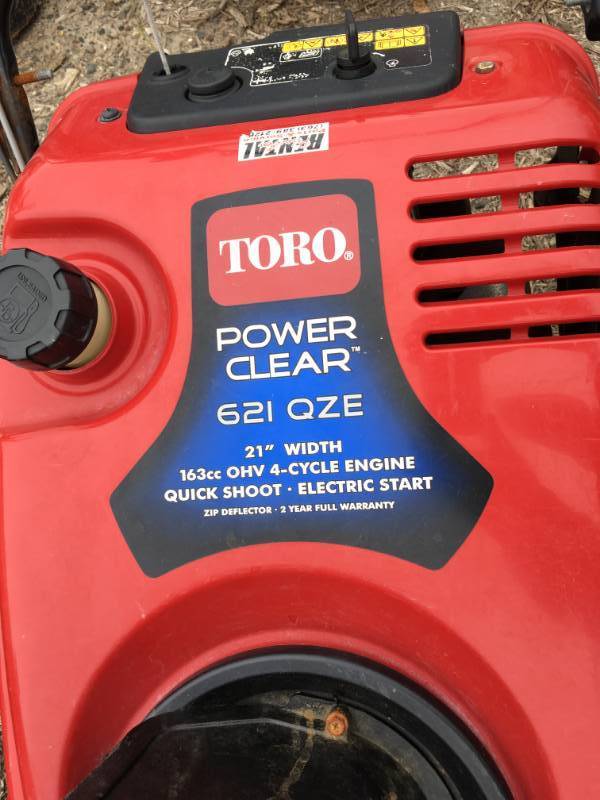 RENTAL
TORO®
POWER
CLEAR™
621 QZE
21" WIDTH
163cc OHV 4-CYCLE ENGINE
QUICK SHOOT · ELECTRIC START
ZIP DEFLECTOR · 2 YEAR FULL WARRANTY